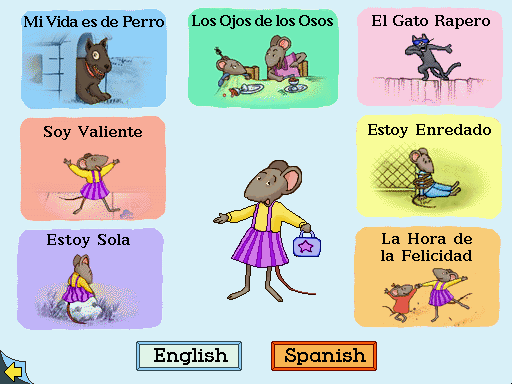 Mi Vida es de Perro
Los Ojos de los Osos
El Gato Rapero
Soy Valiente
Estoy Enredado
Estoy Sola
La Hora de
la Felicidad
English
Spanish